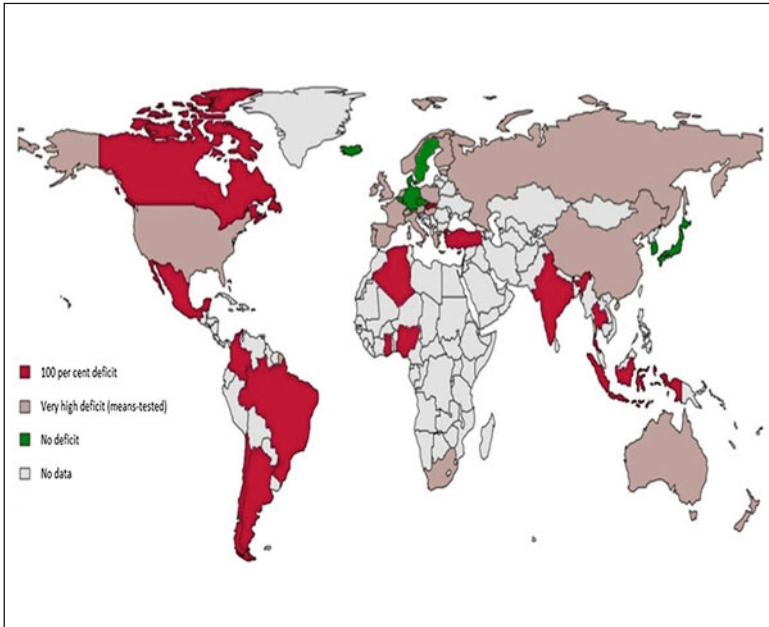 100 per cent deficit
Very high deficit (means-tested)
No deficit
No data